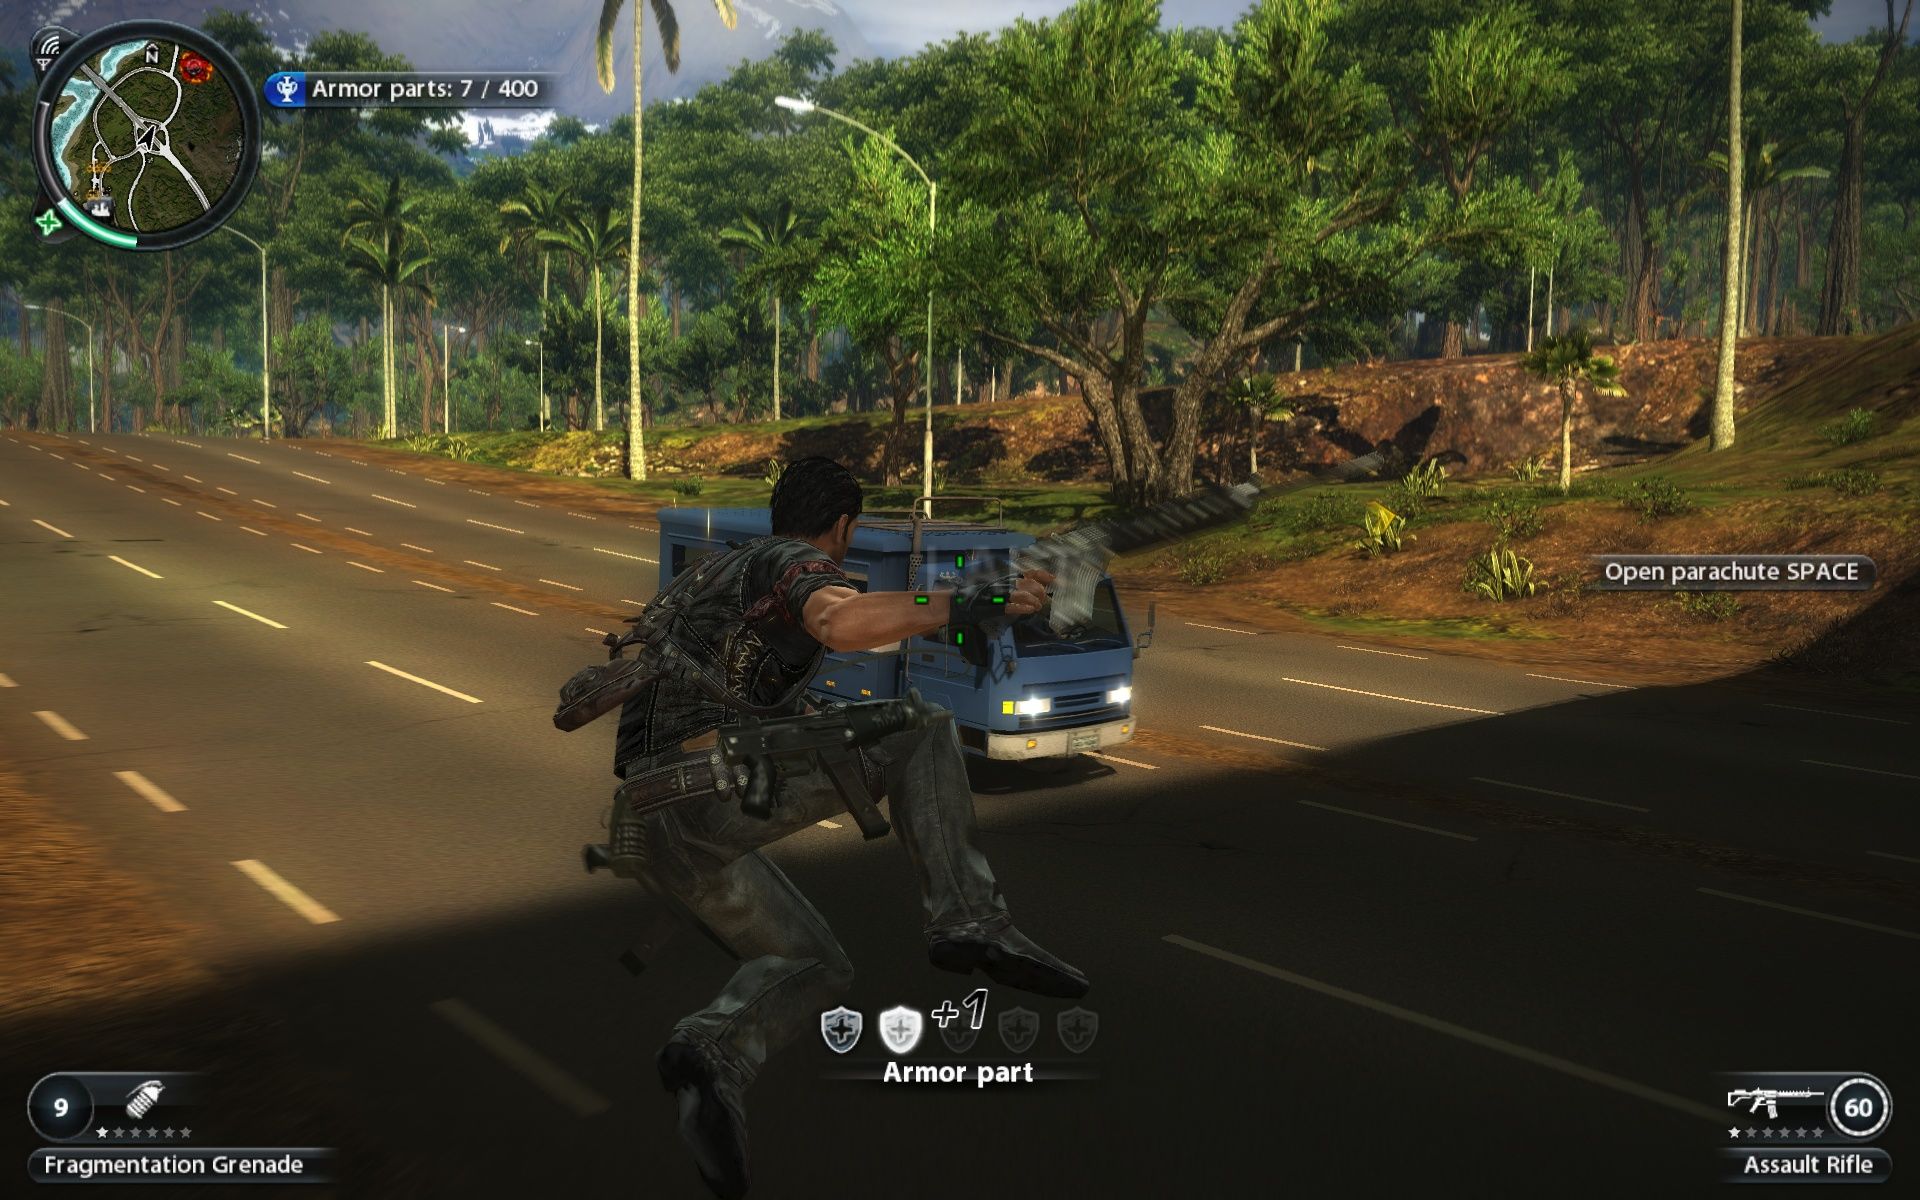 N
Armor parts: 7 / 400
Open parachute SPACE
+1
Armor part
9
Fragmentation Grenade
60
Assault Rifle